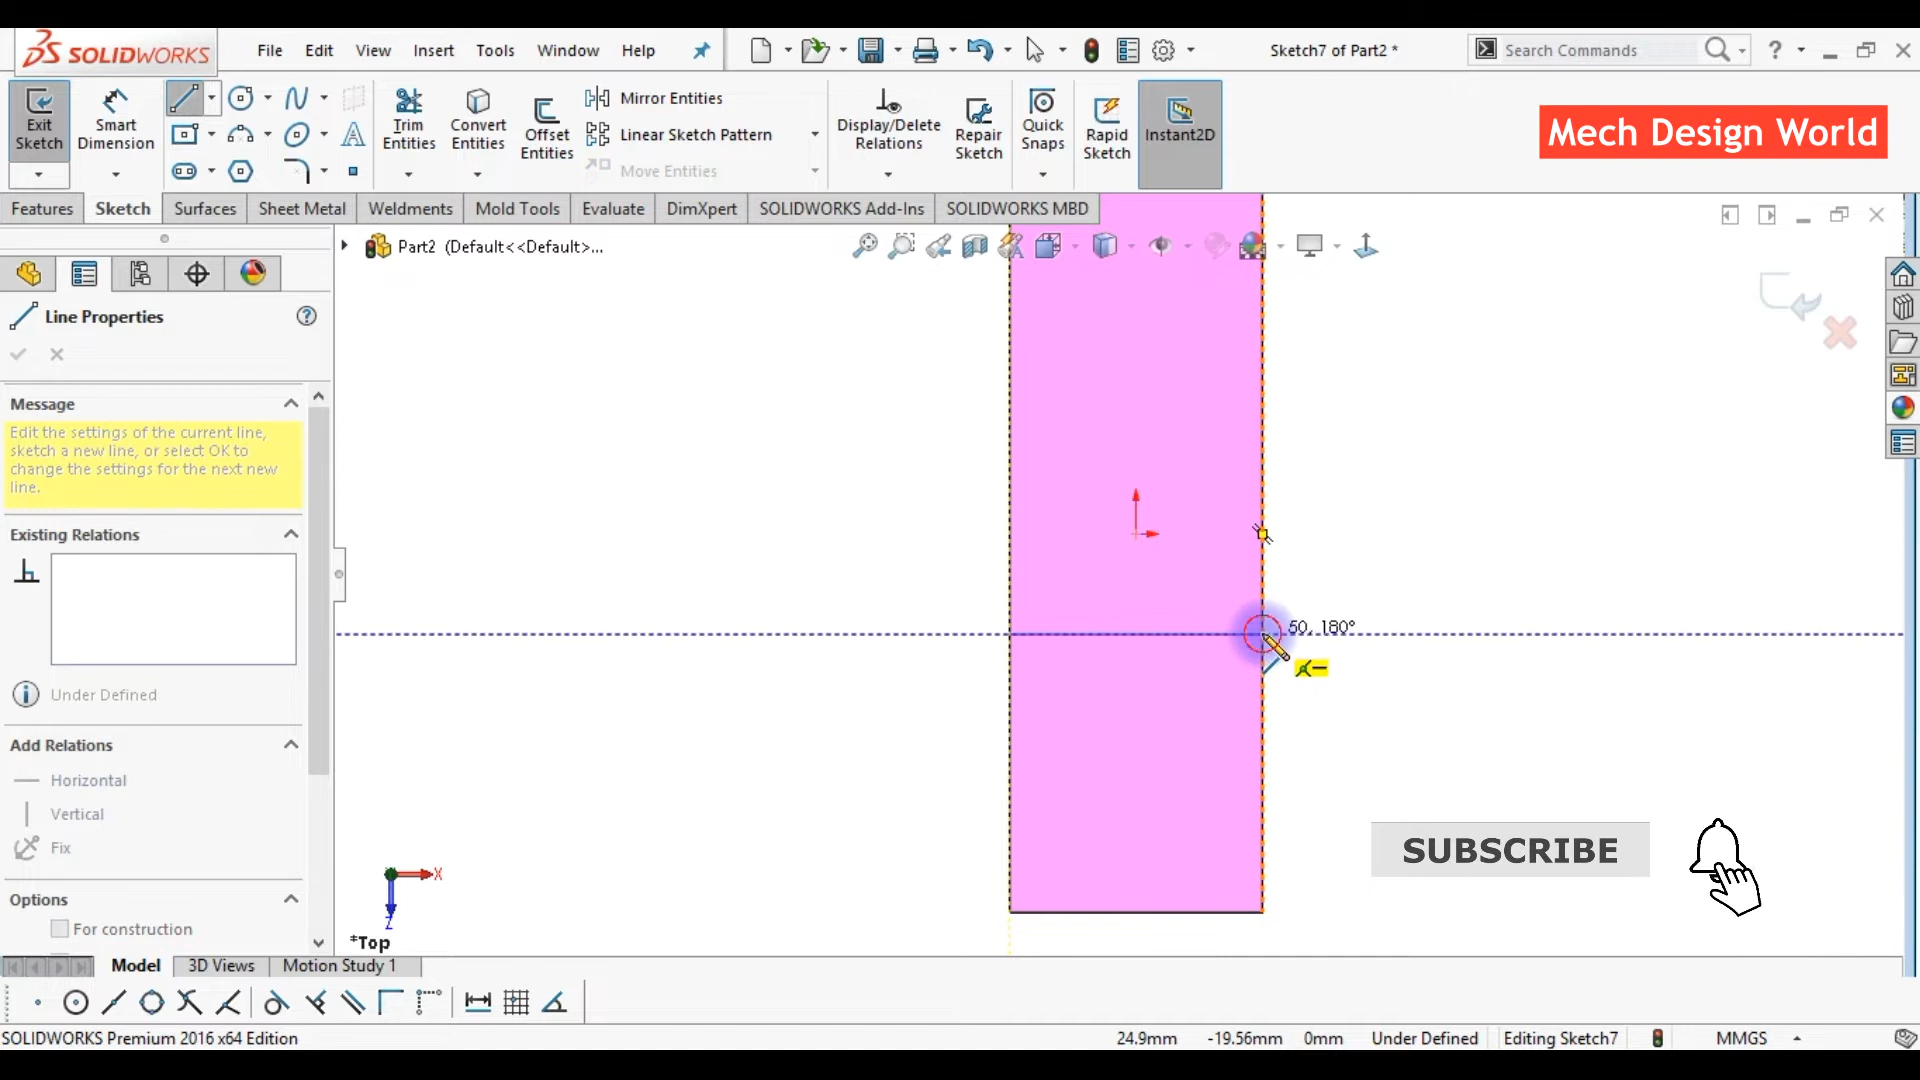 SOLIDWORKS File Edit View Insert Tools Window Help Sketch7 of Part2 * Search Commands ?
Exit Sketch
Smart Dimension
Trim Entities
Convert Entities
Offset Entities
Mirror Entities
Linear Sketch Pattern
Move Entities
Display/Delete Relations
Repair Sketch
Quick Snaps
Rapid Sketch
Instant2D
Mech Design World
Features Sketch Surfaces Sheet Metal Weldments Mold Tools Evaluate DimXpert SOLIDWORKS Add-Ins SOLIDWORKS MBD
Part2 (Default<<Default>...
Line Properties
Message
Edit the settings of the current line,
sketch a new line, or select OK to
change the settings for the next new
line.
Existing Relations
Under Defined
Add Relations
Horizontal
Vertical
Fix
Options
For construction
50, 180°
SUBSCRIBE
X
Z
*Top
Model 3D Views Motion Study 1
SOLIDWORKS Premium 2016 x64 Edition 24.9mm -19.56mm 0mm Under Defined Editing Sketch7 MMGS